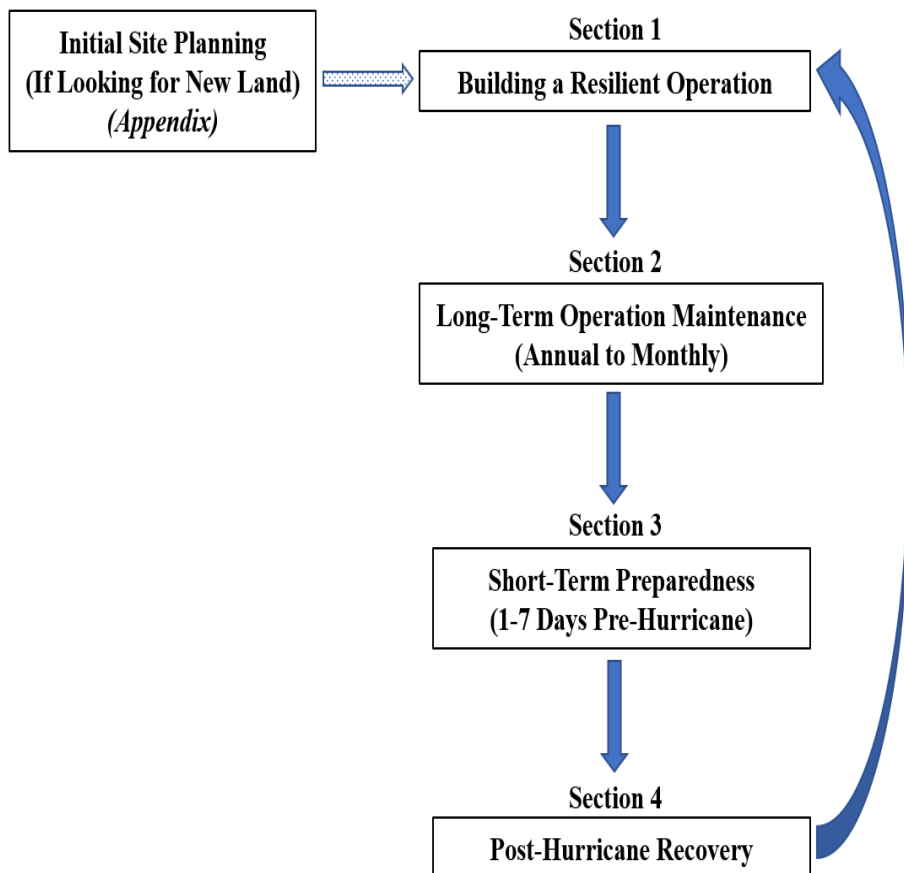 Initial Site Planning
(If Looking for New Land)
(Appendix)
Section 1
Building a Resilient Operation
Section 2
Long-Term Operation Maintenance
(Annual to Monthly)
Section 3
Short-Term Preparedness
(1-7 Days Pre-Hurricane)
Section 4
Post-Hurricane Recovery